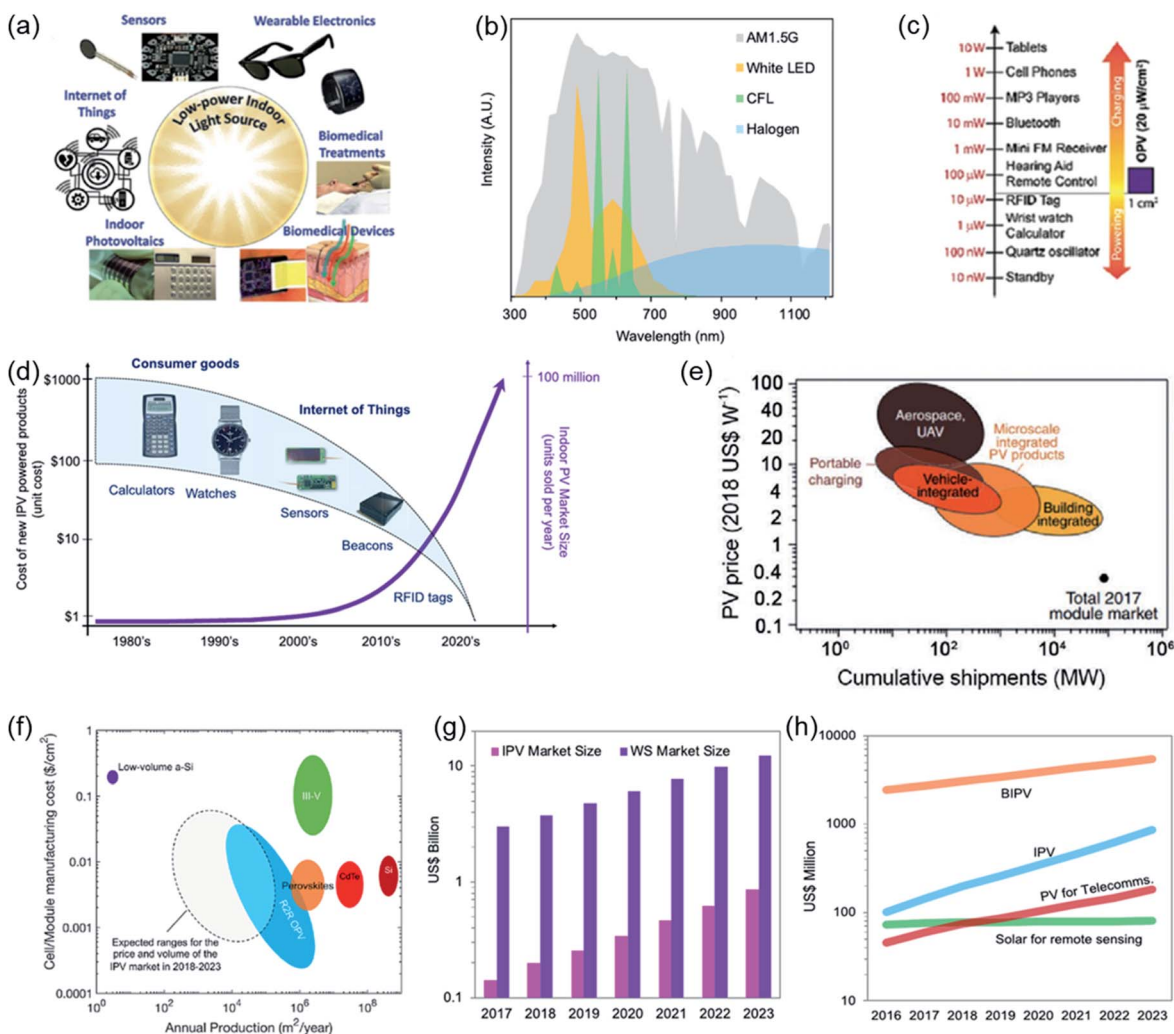 (a)
Sensors
Wearable Electronics
Internet of
Things
Low-power Indoor
Light Source
Biomedical
Treatments
Indoor
Photovoltaics
Biomedical Devices
(b)
AM1.5G
White LED
CFL
Halogen
Intensity (A.U.)
300 500 700 900 1100
Wavelength (nm)
(c)
10 W Tablets
1 W Cell Phones
100 mW MP3 Players
10 mW Bluetooth
1 mW Mini FM Receiver
100 μW Hearing Aid
Remote Control
10 μW RFID Tag
1 μW Wrist watch
Calculator
100 nW Quartz oscillator
10 nW Standby
Charging
Powering
OPV (20 μW/cm²)
1 cm²
(d)
Consumer goods
Internet of Things
Cost of new IPV powered products
(unit cost)
$1000
$100
$10
$1
Calculators
Watches
Sensors
Beacons
RFID tags
1980's 1990's 2000's 2010's 2020's
100 million
Indoor PV Market Size
(units sold per year)
(e)
PV price (2018 US$ W-1)
100
40
20
10
4
2
1
0.4
0.2
0.1
Aerospace,
UAV
Microscale
integrated
PV products
Portable
charging
Vehicle-
integrated
Building
integrated
Total 2017
module market
10⁰ 10² 10⁴ 10⁶
Cumulative shipments (MW)
(f)
Cell/Module manufacturing cost ($/cm²)
1
0.1
0.01
0.001
0.0001
Low-volume a-Si
III-V
Perovskites
CdTe
Si
R2R OPV
Expected ranges for the
price and volume of the
IPV market in 2018-2023
10⁰ 10² 10⁴ 10⁶ 10⁸
Annual Production (m²/year)
(g)
IPV Market Size WS Market Size
US$ Billion
10
1
0.1
2017 2018 2019 2020 2021 2022 2023
(h)
US$ Million
10000
1000
100
10
BIPV
IPV
PV for Telecomms.
Solar for remote sensing
2016 2017 2018 2019 2020 2021 2022 2023